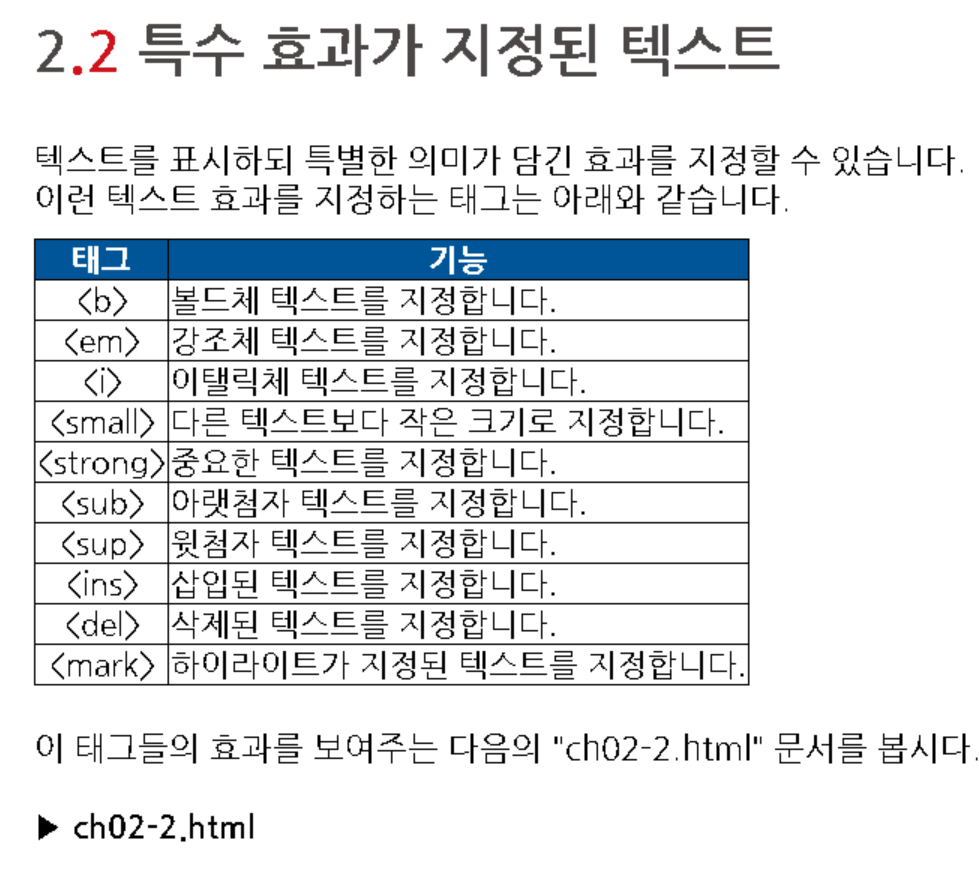 2.2 특수 효과가 지정된 텍스트
텍스트를 표시하되 특별한 의미가 담긴 효과를 지정할 수 있습니다.
이런 텍스트 효과를 지정하는 태그는 아래와 같습니다.
태그 기능
<b> 볼드체 텍스트를 지정합니다.
<em> 강조체 텍스트를 지정합니다.
<i> 이탤릭체 텍스트를 지정합니다.
<small> 다른 텍스트보다 작은 크기로 지정합니다.
<strong> 중요한 텍스트를 지정합니다.
<sub> 아랫첨자 텍스트를 지정합니다.
<sup> 윗첨자 텍스트를 지정합니다.
<ins> 삽입된 텍스트를 지정합니다.
<del> 삭제된 텍스트를 지정합니다.
<mark> 하이라이트가 지정된 텍스트를 지정합니다.
이 태그들의 효과를 보여주는 다음의 "ch02-2.html" 문서를 봅시다.
▶ ch02-2.html